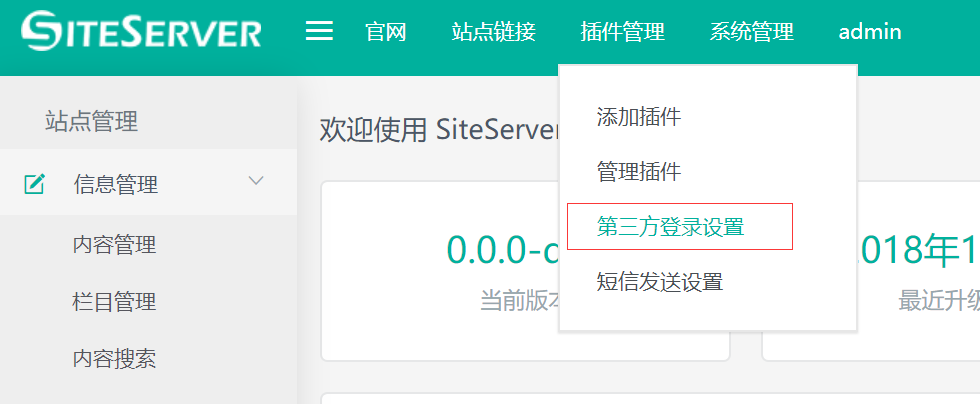 SITESERVER 官网 站点链接 插件管理 系统管理 admin
站点管理
信息管理
内容管理
栏目管理
内容搜索
欢迎使用 SiteServer
添加插件
管理插件
第三方登录设置
短信发送设置
0.0.0-
当前版本
2018年1
最近升级